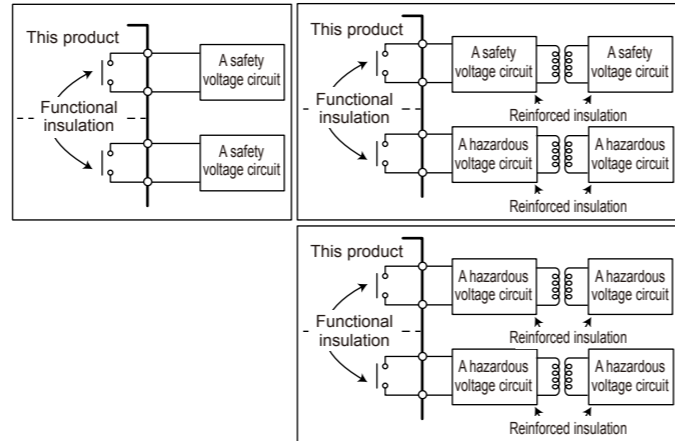 This product
Functional
insulation
A safety
voltage circuit
A safety
voltage circuit
This product
Functional
insulation
A safety
voltage circuit
A safety
voltage circuit
Reinforced insulation
A hazardous
voltage circuit
A hazardous
voltage circuit
Reinforced insulation
This product
Functional
insulation
A hazardous
voltage circuit
A hazardous
voltage circuit
Reinforced insulation
A hazardous
voltage circuit
A hazardous
voltage circuit
Reinforced insulation